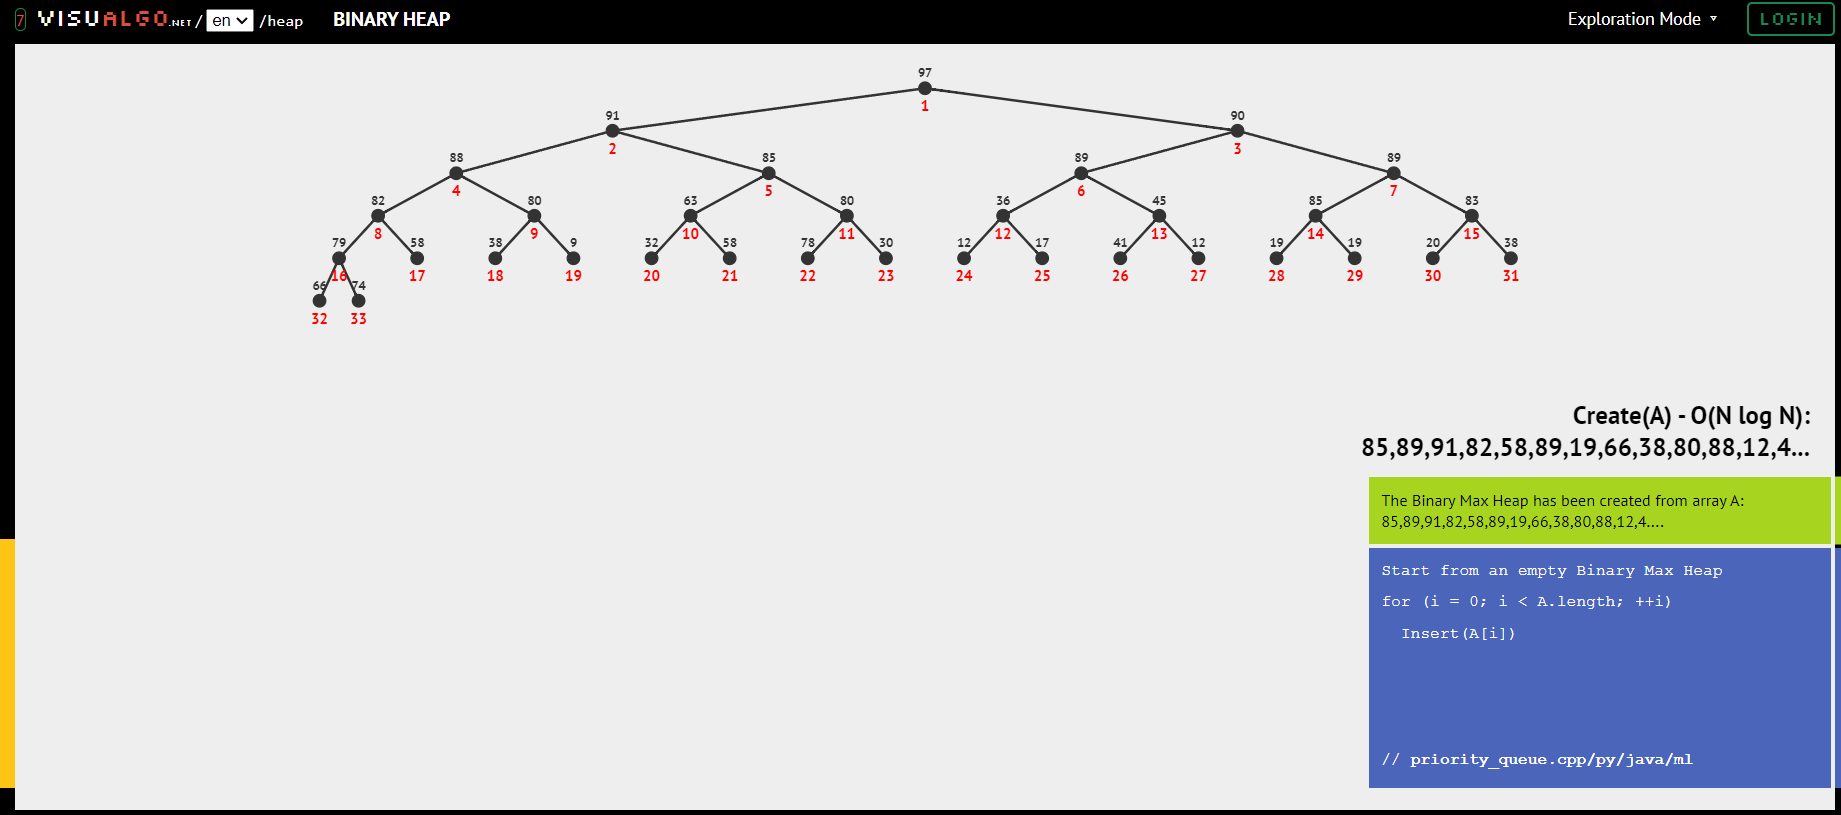 7 VISUALGO.NET / en /heap BINARY HEAP Exploration Mode ▼ LOGIN
97
1
91 90
2 3
88 85 89 89
4 5 6 7
82 80 63 80 36 45 85 83
8 9 10 11 12 13 14 15
79 58 38 9 32 58 78 30 12 17 41 12 19 19 20 38
16 17 18 19 20 21 22 23 24 25 26 27 28 29 30 31
66 74
32 33
Create(A) - O(N log N):
85,89,91,82,58,89,19,66,38,80,88,12,4...
The Binary Max Heap has been created from array A:
85,89,91,82,58,89,19,66,38,80,88,12,4....
Start from an empty Binary Max Heap
for (i = 0; i < A.length; ++i)
Insert(A[i])
// priority_queue.cpp/py/java/ml